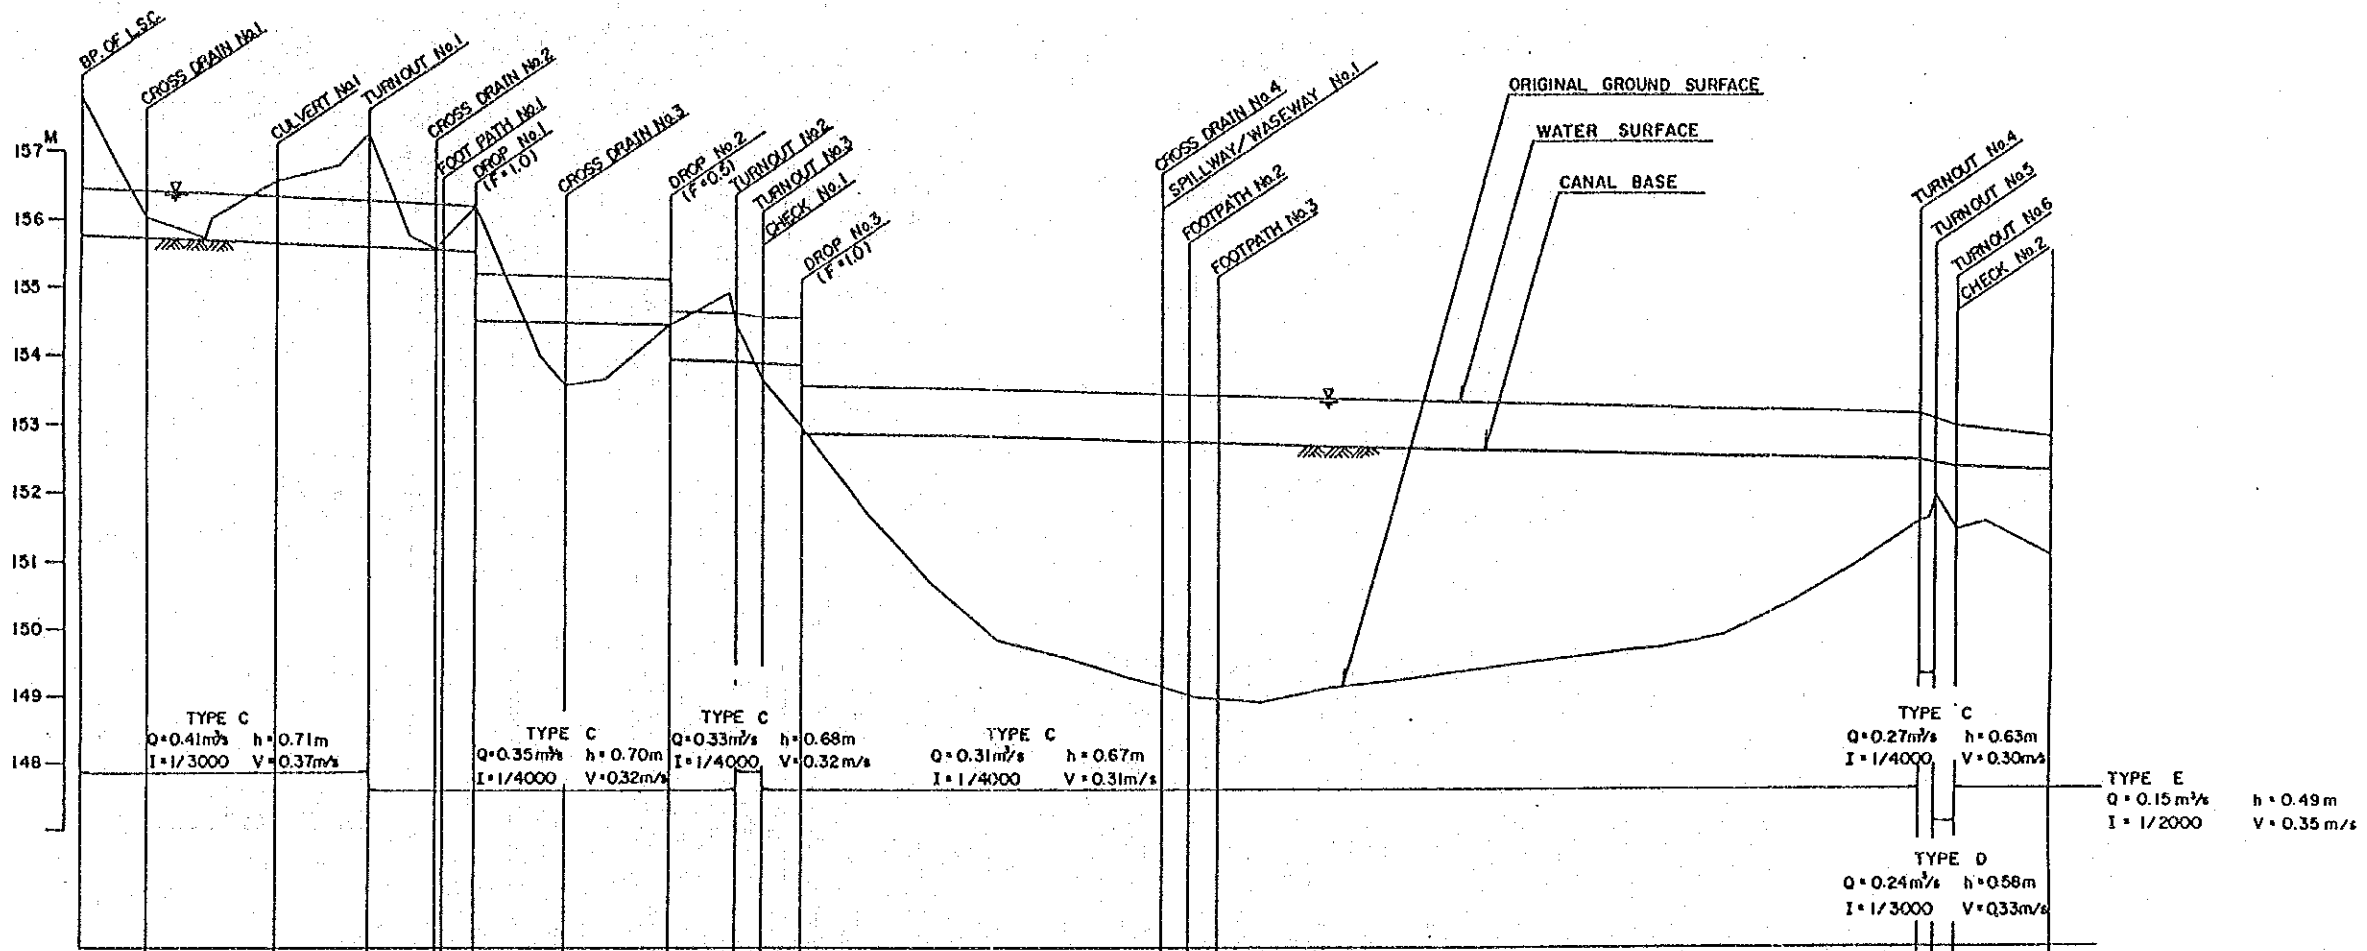 BP. OF L.S.C.
CROSS DRAIN No.1
CULVERT No.1
TURNOUT No.1
CROSS DRAIN No.2
FOOT PATH No.1
DROP No.1
(F=1.0)
CROSS DRAIN No.3
DROP No.2
(F=0.5)
TURNOUT No.2
TURNOUT No.3
CHECK No.1
DROP No.3
(F=1.0)
CROSS DRAIN No.4
SPILLWAY/WASEWAY No.1
FOOTPATH No.2
FOOTPATH No.3
ORIGINAL GROUND SURFACE
WATER SURFACE
CANAL BASE
TURNOUT No.4
TURNOUT No.5
TURNOUT No.6
CHECK No.2
M
157
156
155
154
153
152
151
150
149
148
TYPE C
Q=0.41m³/s h=0.71m
I=1/3000 V=0.37m/s
TYPE C
Q=0.35m³/s h=0.70m
I=1/4000 V=0.32m/s
TYPE C
Q=0.33m³/s h=0.68m
I=1/4000 V=0.32m/s
TYPE C
Q=0.31m³/s h=0.67m
I=1/4000 V=0.31m/s
TYPE C
Q=0.27m³/s h=0.63m
I=1/4000 V=0.30m/s
TYPE E
Q=0.15m³/s h=0.49m
I=1/2000 V=0.35m/s
TYPE D
Q=0.24m³/s h=0.58m
I=1/3000 V=0.33m/s